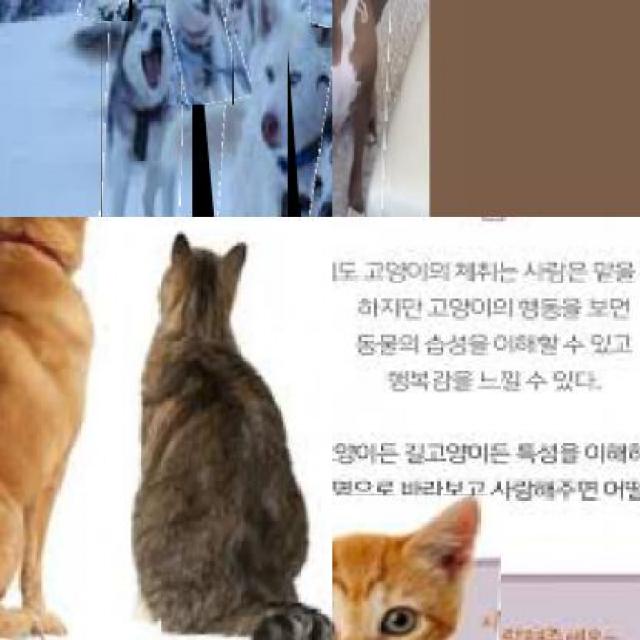 도 고양이의 체취는 사람은 맡을
하지만 고양이의 행동을 보면
동물의 습성을 이해할 수 있고
행복감을 느낄 수 있다.
양이든 길고양이든 특성을 이해하
면으로 바라보고 사랑해주면 어떨